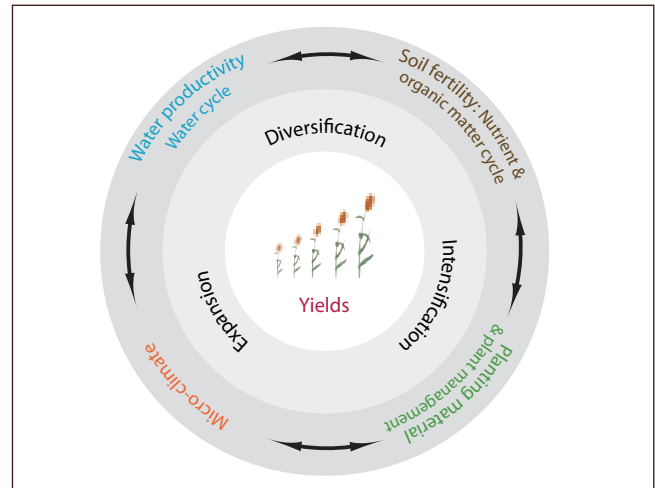 Water productivity
Water cycle
Soil fertility: Nutrient &
organic matter cycle
Diversification
Expansion
Intensification
Yields
Micro-climate
Planting material
& plant management